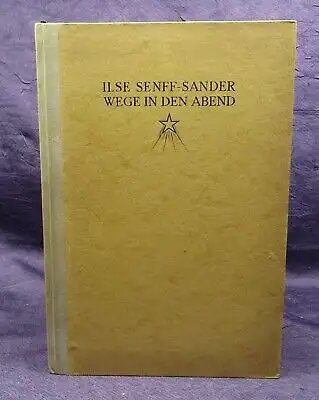 ILSE SENFF-SANDER
WEGE IN DEN ABEND